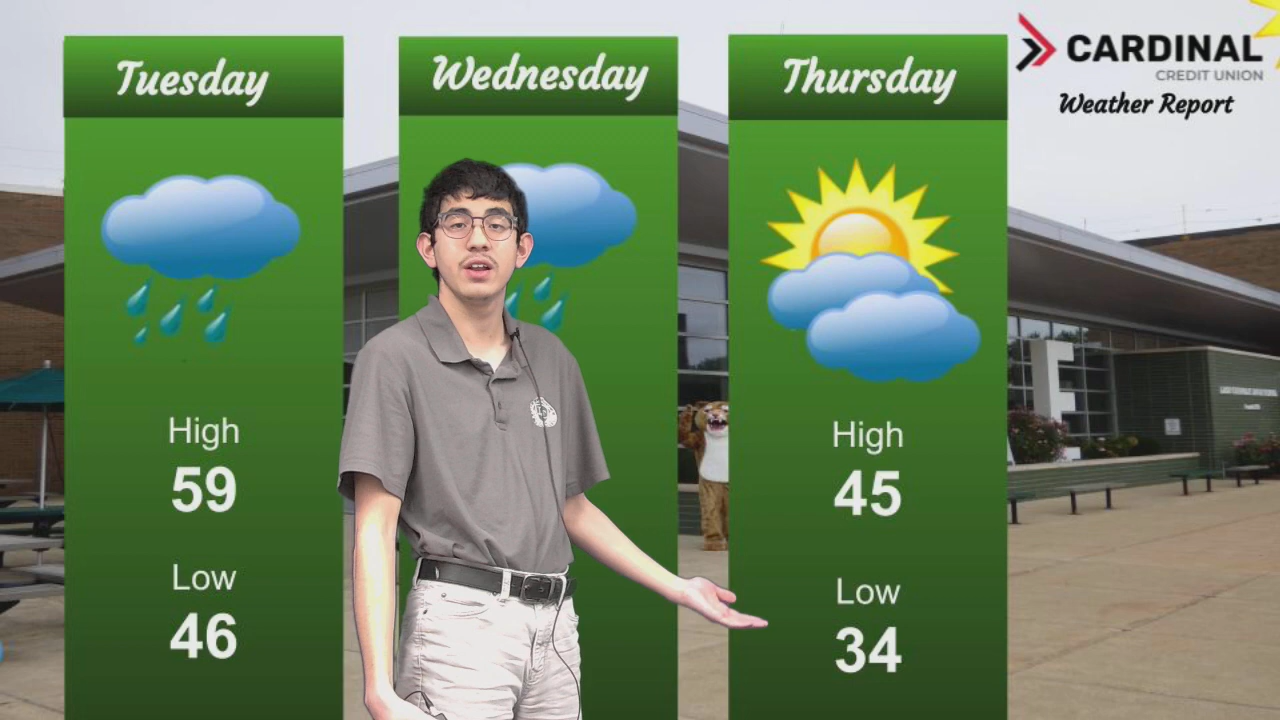 Tuesday
High
59
Low
46
Wednesday
Thursday
High
45
Low
34
CARDINAL
CREDIT UNION
Weather Report
E